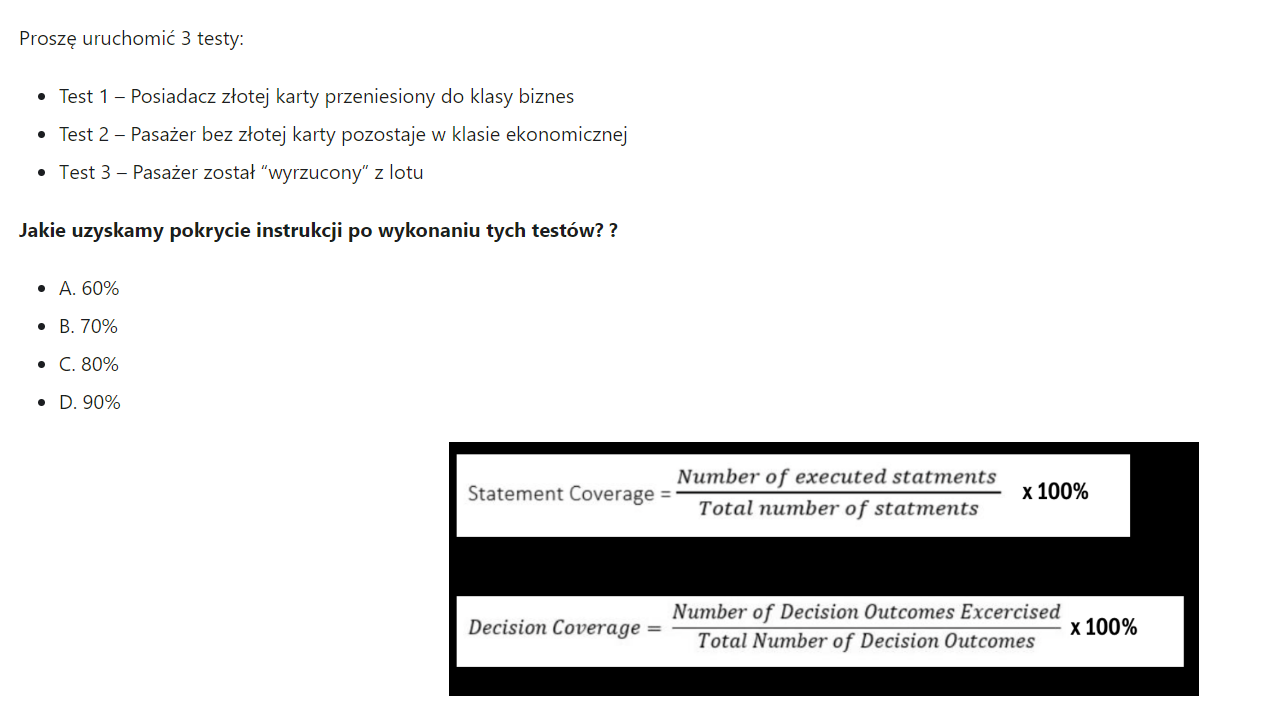 Proszę uruchomić 3 testy:
• Test 1 – Posiadacz złotej karty przeniesiony do klasy biznes
• Test 2 – Pasażer bez złotej karty pozostaje w klasie ekonomicznej
• Test 3 – Pasażer został “wyrzucony” z lotu
Jakie uzyskamy pokrycie instrukcji po wykonaniu tych testów? ?
• A. 60%
• B. 70%
• C. 80%
• D. 90%
Statement Coverage = Number of executed statments / Total number of statments x 100%
Decision Coverage = Number of Decision Outcomes Excercised / Total Number of Decision Outcomes x 100%